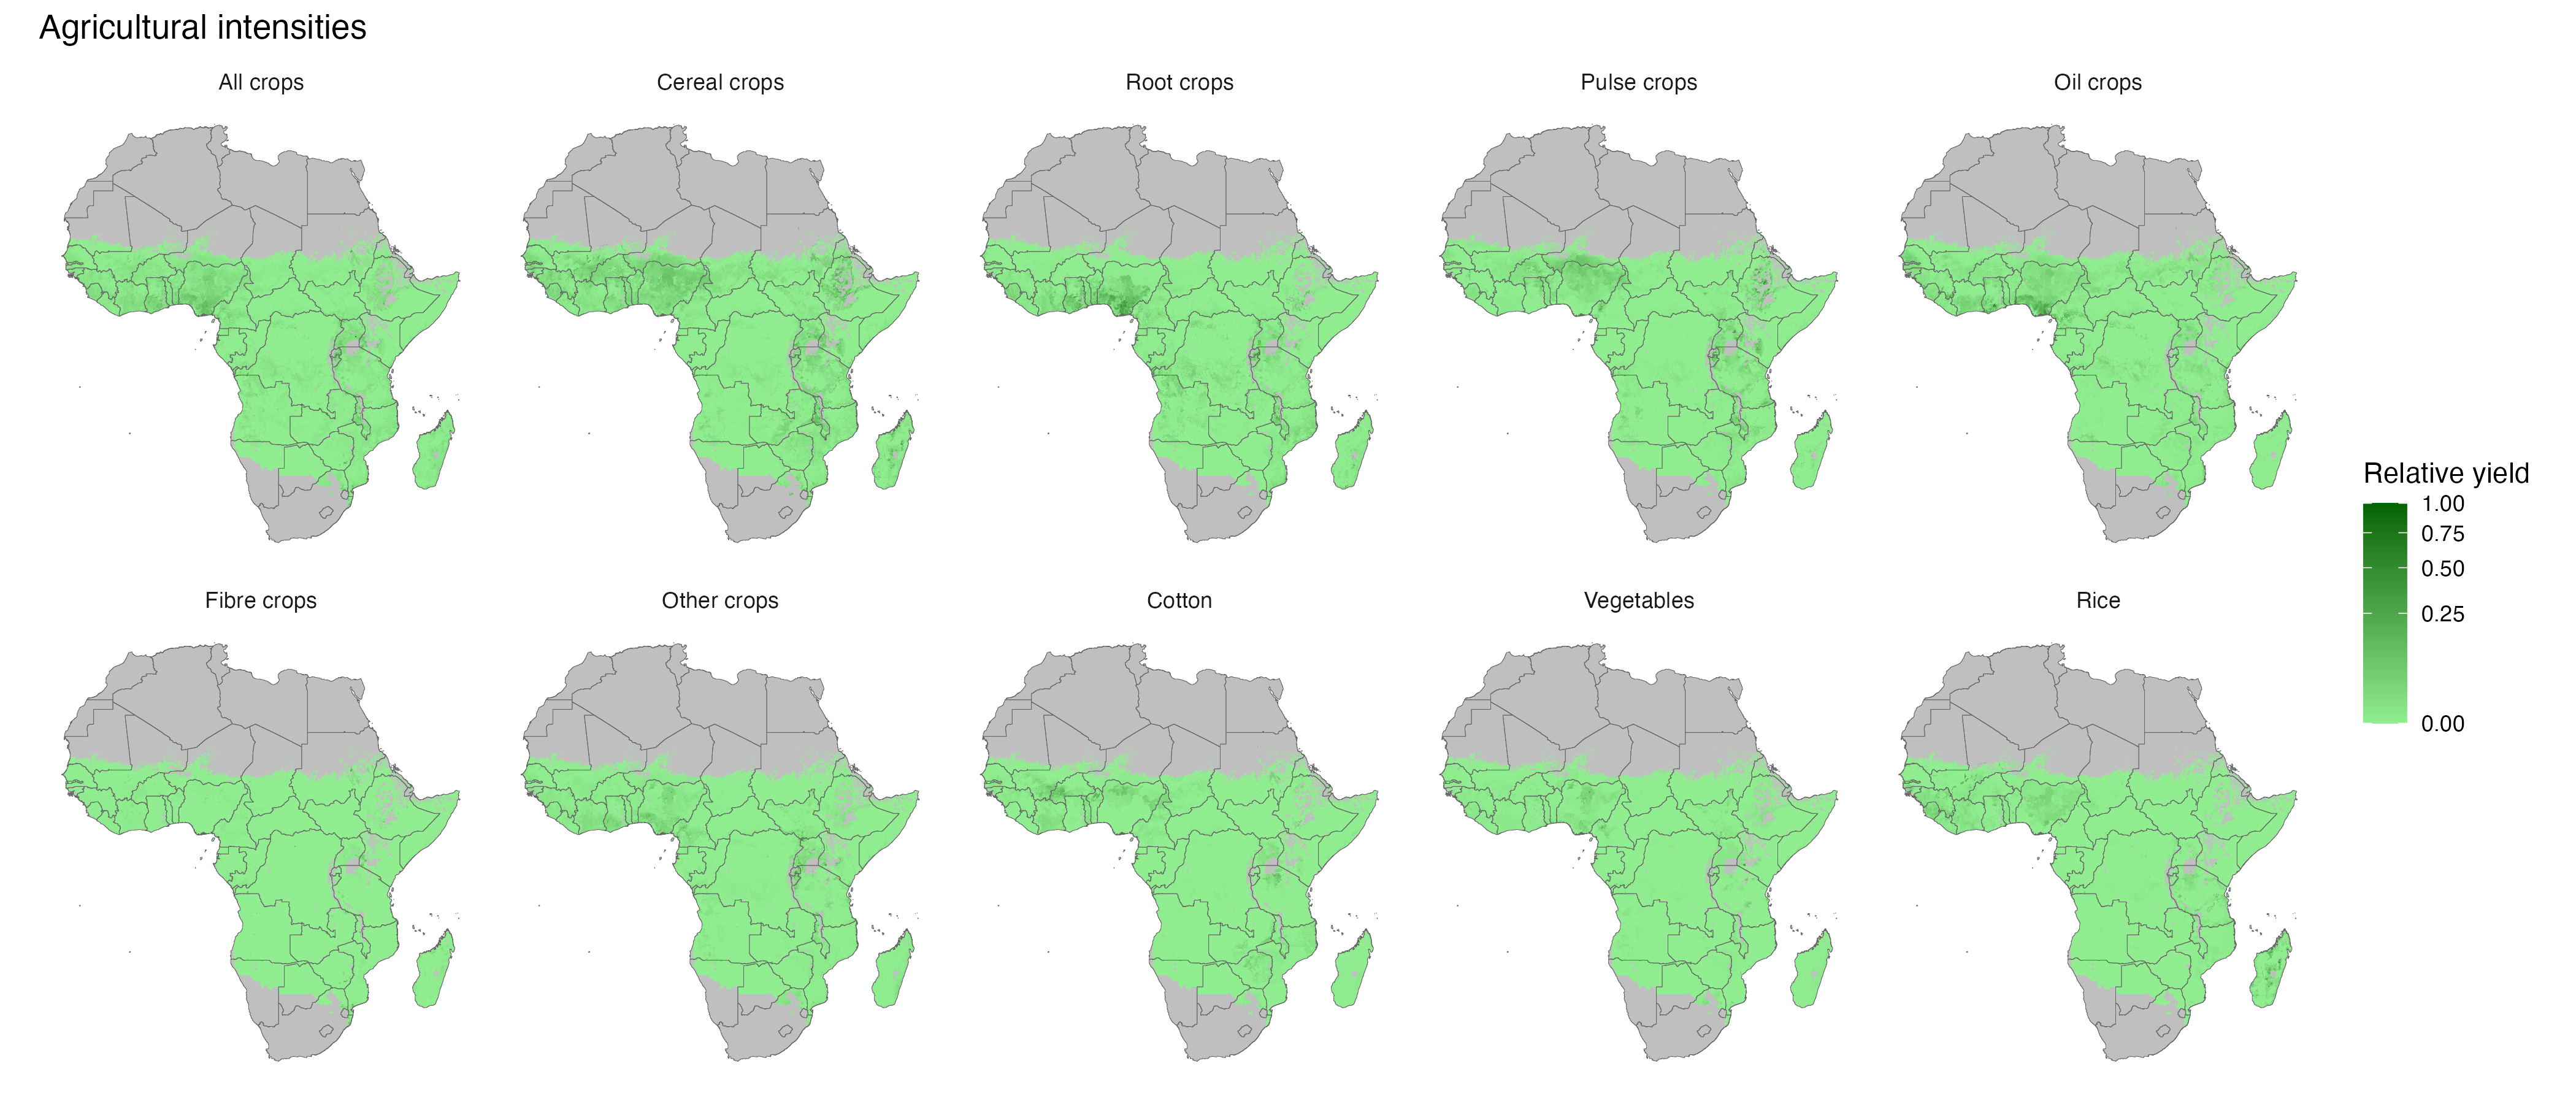 Agricultural intensities
All crops
Cereal crops
Root crops
Pulse crops
Oil crops
Fibre crops
Other crops
Cotton
Vegetables
Rice
Relative yield
1.00
0.75
0.50
0.25
0.00